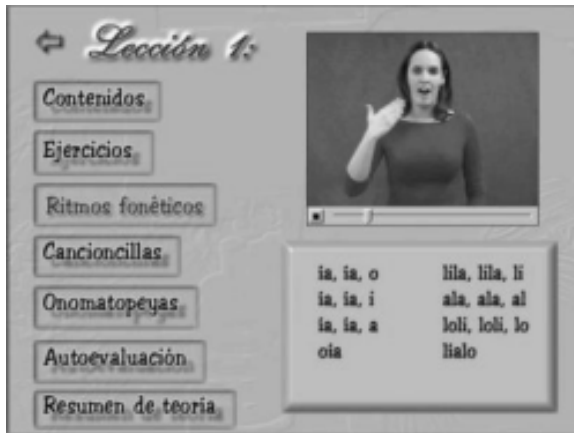 Lección 1:
Contenidos
Ejercicios
Ritmos fonéticos
Cancioncillas
Onomatopeyas
Autoevaluación
Resumen de teoría
ia, ia, o lila, lila, li
ia, ia, i ala, ala, al
ia, ia, a loli, loli, lo
oia lialo